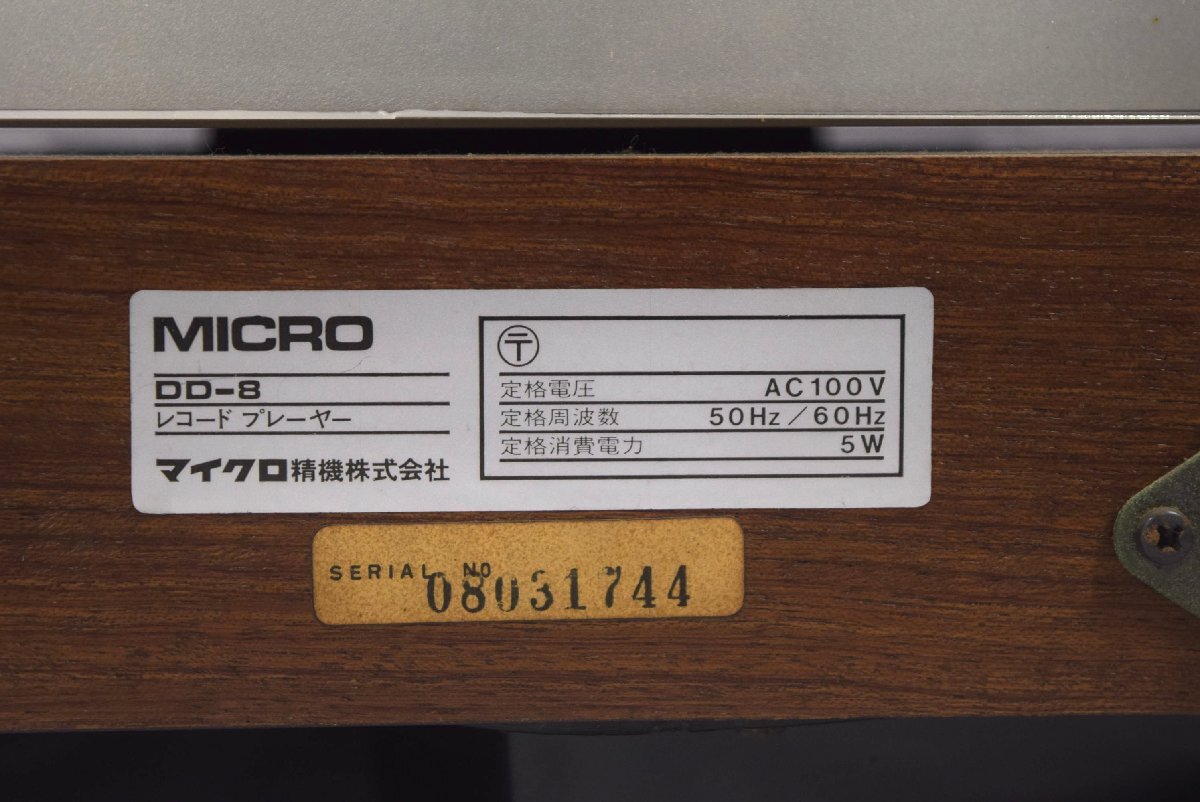 MICRO
DD-8
レコード プレーヤー
マイクロ精機株式会社
〒
定格電圧 AC100V
定格周波数 50Hz/60Hz
定格消費電力 5W
SERIAL NO
08031744